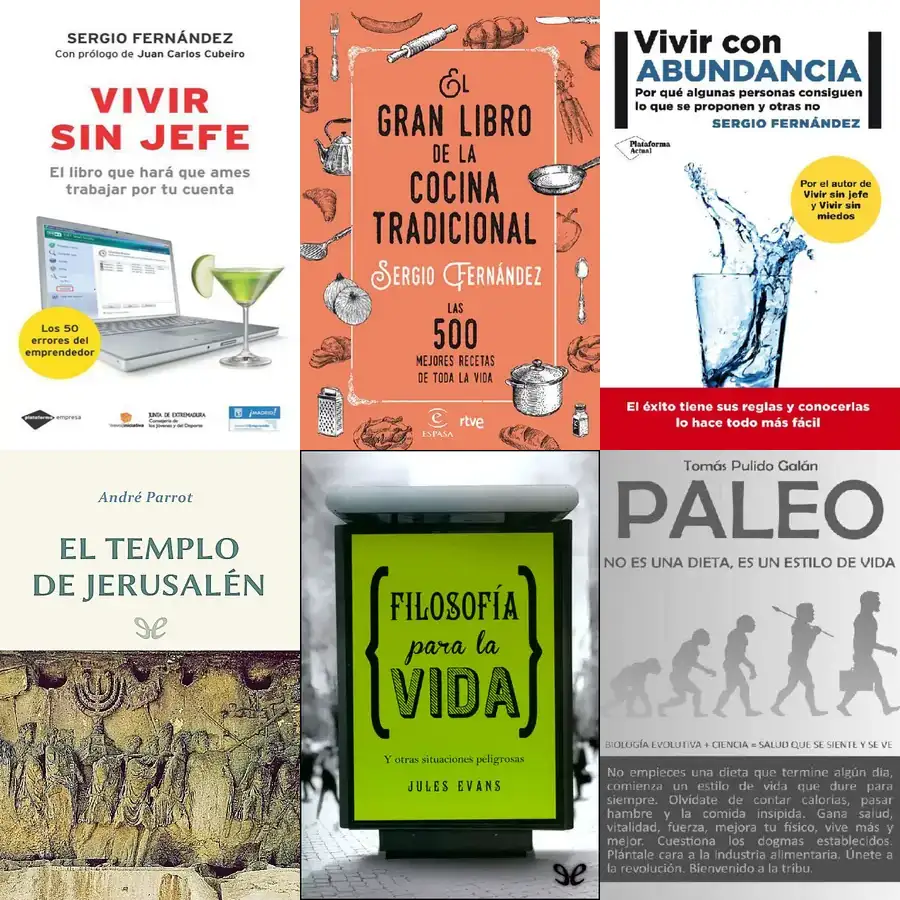 SERGIO FERNÁNDEZ
Con prólogo de Juan Carlos Cubeiro
VIVIR
SIN JEFE
El libro que hará que ames
trabajar por tu cuenta
Los 50
errores del
emprendedor
plataforma empresa
JUNTA DE EXTREMADURA
Consejería de
los Jóvenes y del Deporte
¡MADRID!
EL
GRAN LIBRO
DE LA
COCINA
TRADICIONAL
SERGIO FERNÁNDEZ
LAS
500
MEJORES RECETAS
DE TODA LA VIDA
ESPASA
rtve
Vivir con
ABUNDANCIA
Por qué algunas personas consiguen
lo que se proponen y otras no
SERGIO FERNÁNDEZ
Plataforma
Actual
Por el autor de
Vivir sin jefe
y Vivir sin
miedos
El éxito tiene sus reglas y conocerlas
lo hace todo más fácil
André Parrot
EL TEMPLO
DE JERUSALÉN
{FILOSOFÍA
para la
VIDA}
Y otras situaciones peligrosas
JULES EVANS
Tomás Pulido Galán
PALEO
NO ES UNA DIETA, ES UN ESTILO DE VIDA
BIOLOGÍA EVOLUTIVA + CIENCIA = SALUD QUE SE SIENTE Y SE VE
No empieces una dieta que termine algún día,
comienza un estilo de vida que dure para
siempre. Olvídate de contar calorías, pasar
hambre y la comida insípida. Gana salud,
vitalidad, fuerza, mejora tu físico, vive más y
mejor. Cuestiona los dogmas establecidos.
Plántale cara a la industria alimentaria. Únete a
la revolución. Bienvenido a la tribu.